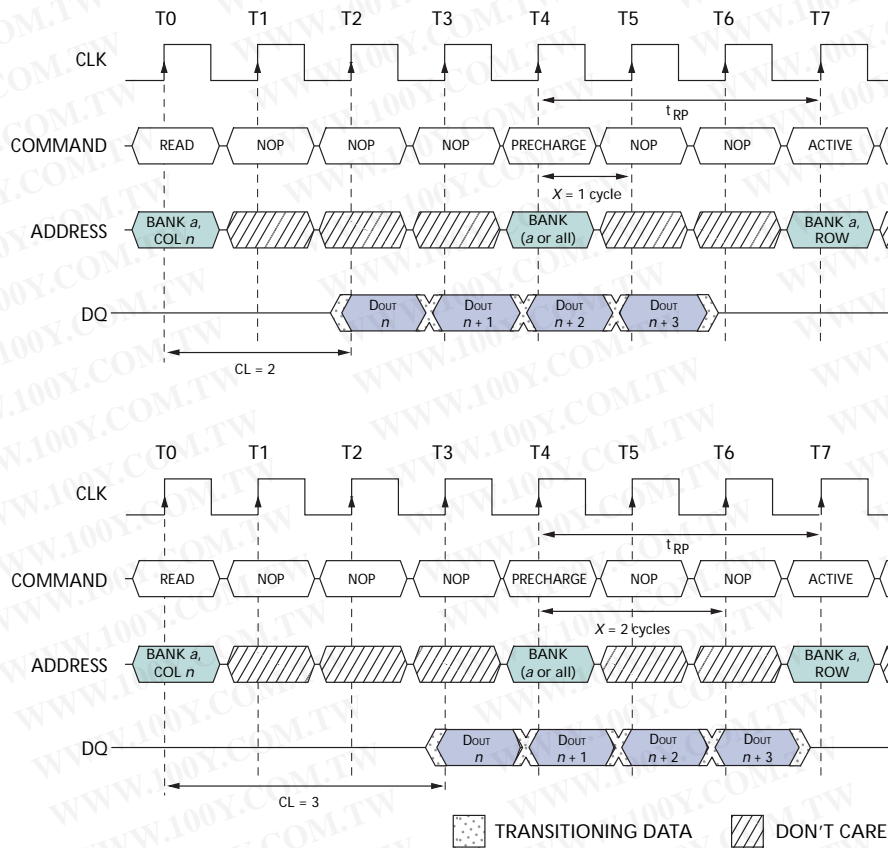 T0 T1 T2 T3 T4 T5 T6 T7
CLK
t RP
COMMAND READ NOP NOP NOP PRECHARGE NOP NOP ACTIVE
X = 1 cycle
ADDRESS BANK a, COL n BANK (a or all) BANK a, ROW
DQ DOUT n DOUT n + 1 DOUT n + 2 DOUT n + 3
CL = 2
T0 T1 T2 T3 T4 T5 T6 T7
CLK
t RP
COMMAND READ NOP NOP NOP PRECHARGE NOP NOP ACTIVE
X = 2 cycles
ADDRESS BANK a, COL n BANK (a or all) BANK a, ROW
DQ DOUT n DOUT n + 1 DOUT n + 2 DOUT n + 3
CL = 3
TRANSITIONING DATA DON'T CARE
WWW.100Y.COM.TW